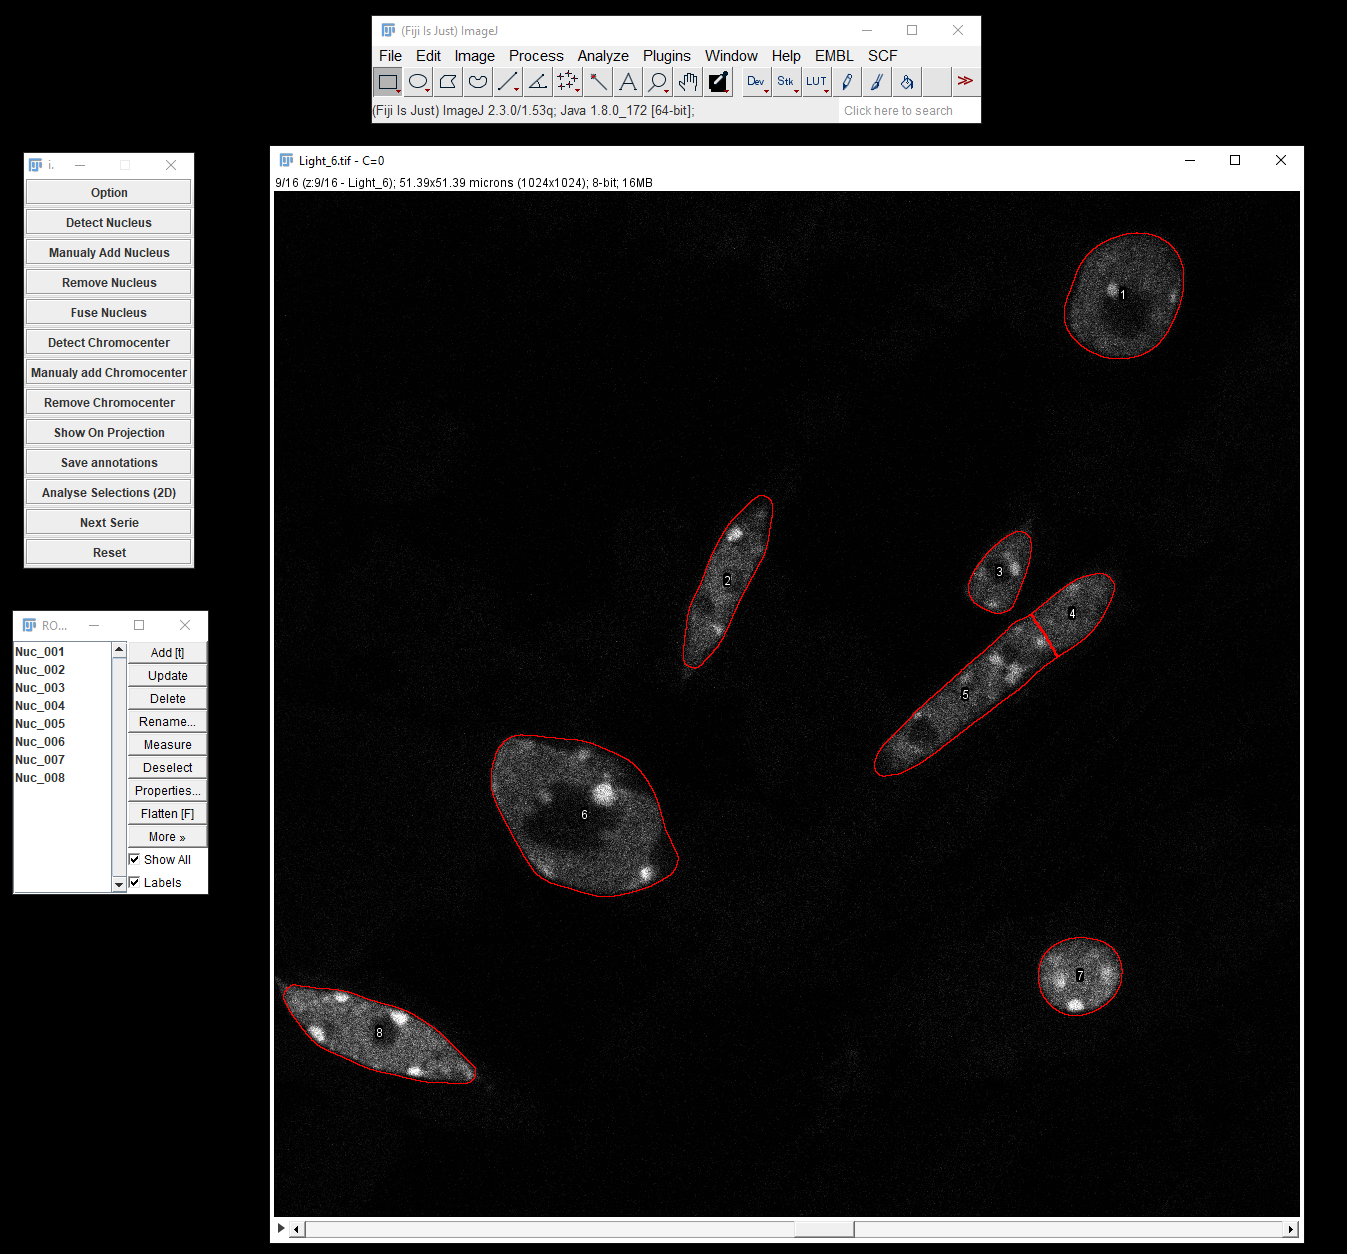 (Fiji Is Just) ImageJ
File Edit Image Process Analyze Plugins Window Help EMBL SCF
A Dev Stk LUT >>
(Fiji Is Just) ImageJ 2.3.0/1.53q; Java 1.8.0_172 [64-bit]; Click here to search
i.
Option
Detect Nucleus
Manualy Add Nucleus
Remove Nucleus
Fuse Nucleus
Detect Chromocenter
Manualy add Chromocenter
Remove Chromocenter
Show On Projection
Save annotations
Analyse Selections (2D)
Next Serie
Reset
RO...
Nuc_001
Nuc_002
Nuc_003
Nuc_004
Nuc_005
Nuc_006
Nuc_007
Nuc_008
Add [t]
Update
Delete
Rename...
Measure
Deselect
Properties...
Flatten [F]
More »
Show All
Labels
Light_6.tif - C=0
9/16 (z:9/16 - Light_6); 51.39x51.39 microns (1024x1024); 8-bit; 16MB
1
2
3
4
5
6
7
8